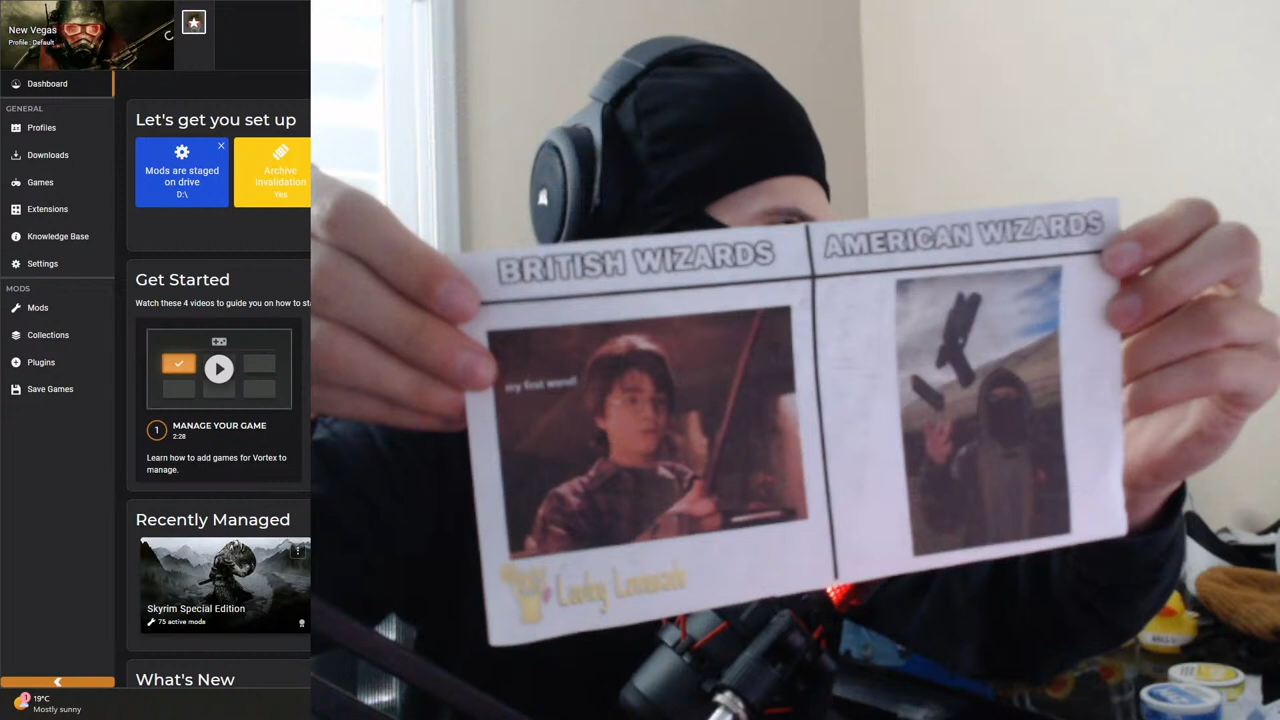 New Vegas
Profile : Default
Dashboard
GENERAL
Profiles
Downloads
Games
Extensions
Knowledge Base
Settings
MODS
Mods
Collections
Plugins
Save Games
1
19°C
Mostly sunny
Let's get you set up
Mods are staged
on drive
D:\
Archive
invalidation
Yes
Get Started
Watch these 4 videos to guide you on how to
1
MANAGE YOUR GAME
2:28
Learn how to add games for Vortex to
manage.
Recently Managed
Skyrim Special Edition
75 active mods
What's New
BRITISH WIZARDS
AMERICAN WIZARDS
my first wand!
Lemonade